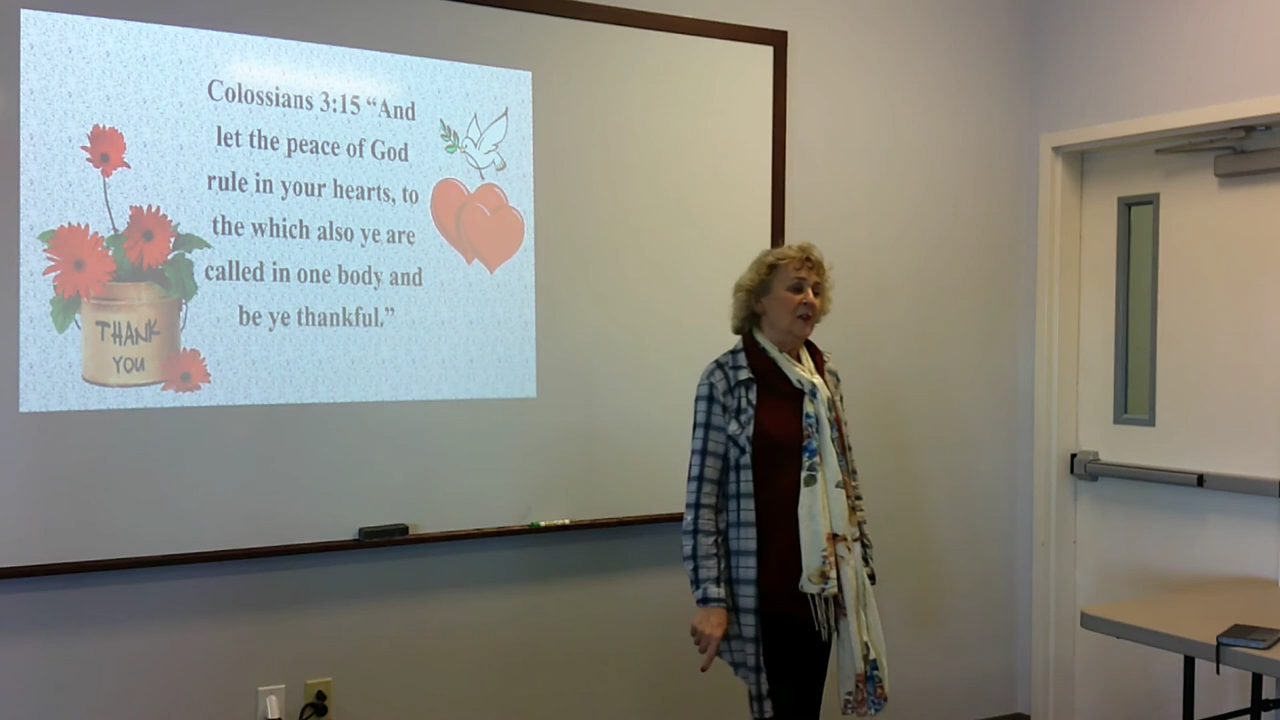 Colossians 3:15 “And
let the peace of God
rule in your hearts, to
the which also ye are
called in one body and
be ye thankful.”
THANK
YOU